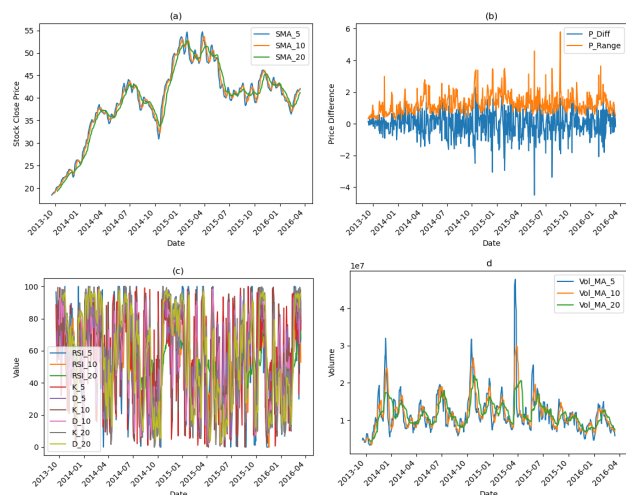 (a)
55
50
45
40
35
30
25
20
Stock Close Price
SMA_5
SMA_10
SMA_20
2013-10
2014-01
2014-04
2014-07
2014-10
2015-01
2015-04
2015-07
2015-10
2016-01
2016-04
Date
(b)
6
4
2
0
−2
−4
Price Difference
P_Diff
P_Range
2013-10
2014-01
2014-04
2014-07
2014-10
2015-01
2015-04
2015-07
2015-10
2016-01
2016-04
Date
(c)
100
80
60
40
20
0
Value
RSI_5
RSI_10
RSI_20
K_5
D_5
K_10
D_10
K_20
D_20
2013-10
2014-01
2014-04
2014-07
2014-10
2015-01
2015-04
2015-07
2015-10
2016-01
2016-04
Date
d
1e7
4
3
2
1
Volume
Vol_MA_5
Vol_MA_10
Vol_MA_20
2013-10
2014-01
2014-04
2014-07
2014-10
2015-01
2015-04
2015-07
2015-10
2016-01
2016-04
Date